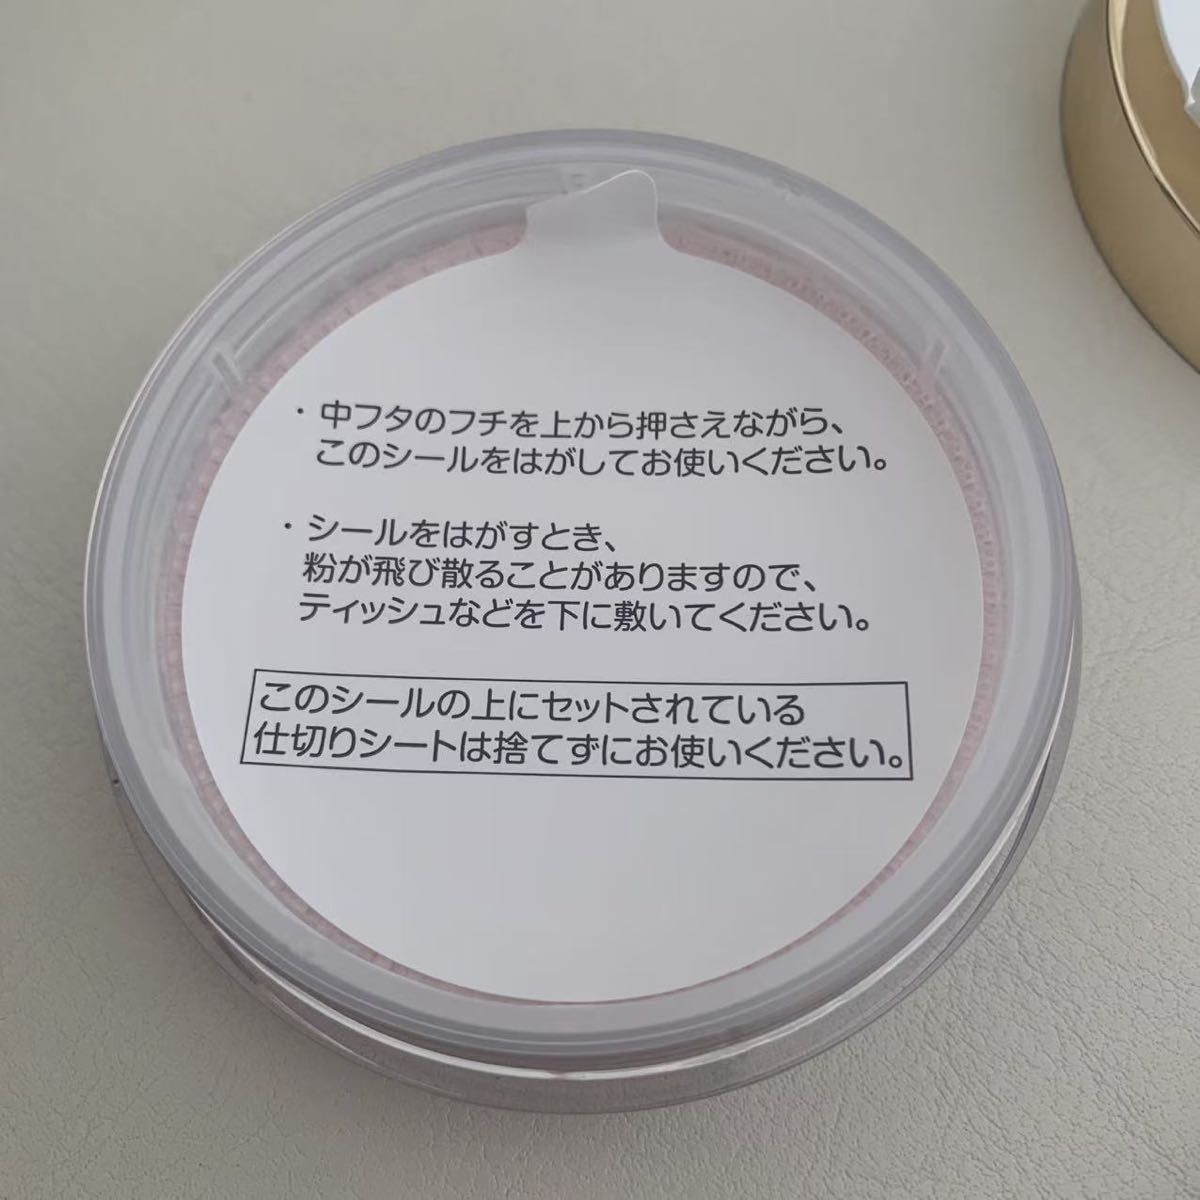 ・中フタのフチを上から押さえながら、
このシールをはがしてお使いください。
・シールをはがすとき、
粉が飛び散ることがありますので、
ティッシュなどを下に敷いてください。
このシールの上にセットされている
仕切りシートは捨てずにお使いください。